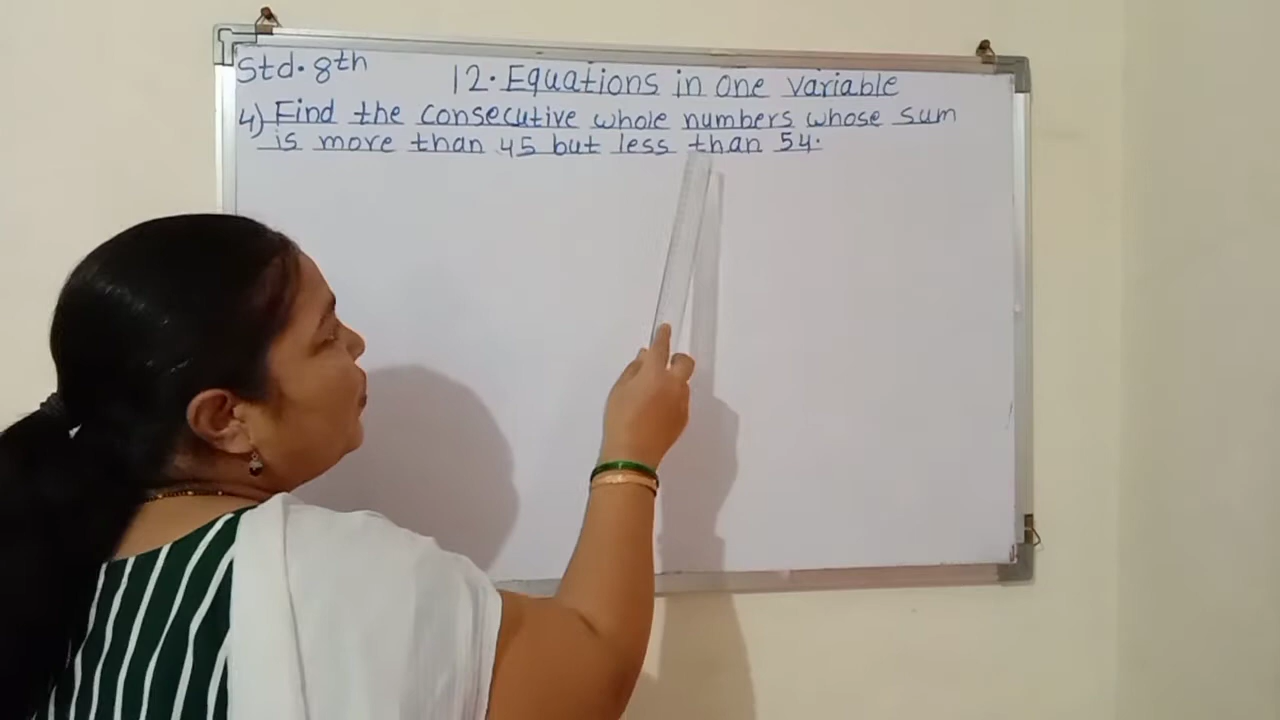 Std. 8th
12. Equations in one variable
4) Find the consecutive whole numbers whose sum
is more than 45 but less than 54.